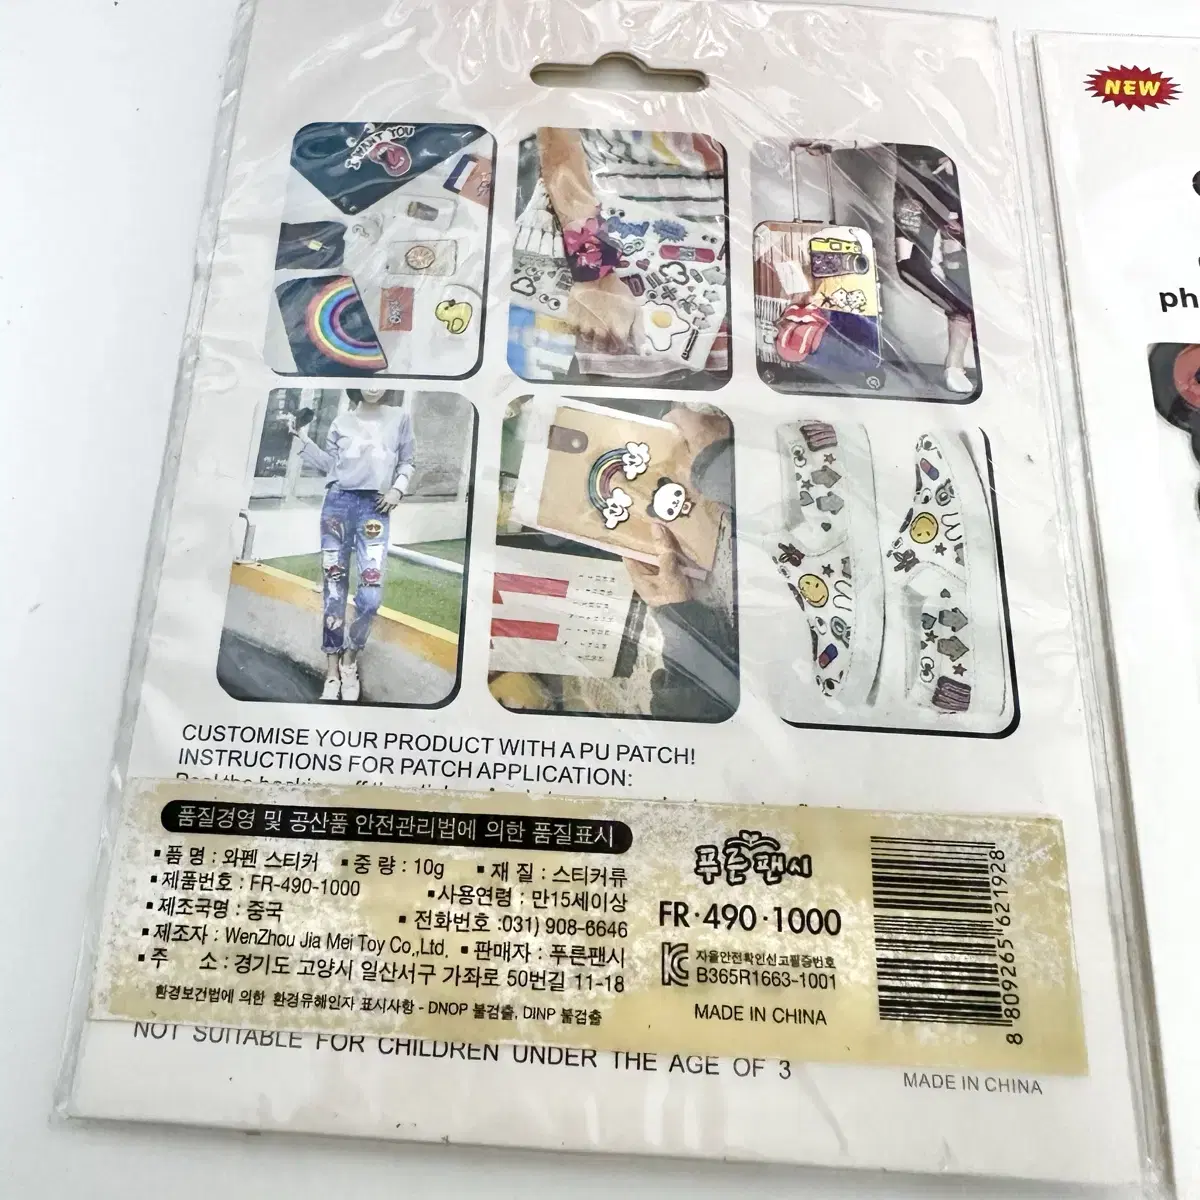 NEW
I WANT YOU
ph
CUSTOMISE YOUR PRODUCT WITH A PU PATCH!
INSTRUCTIONS FOR PATCH APPLICATION:
품질경영 및 공산품 안전관리법에 의한 품질표시
▪품 명 : 와펜 스티커 ▪중 량 : 10g ▪재 질 : 스티커류
▪제품번호 : FR-490-1000 ▪사용연령 : 만15세이상
▪제조국명 : 중국 ▪전화번호 :031) 908-6646
▪제조자 : WenZhou Jia Mei Toy Co.,Ltd. ▪판매자 : 푸른팬시
▪주 소 : 경기도 고양시 일산서구 가좌로 50번길 11-18
환경보건법에 의한 환경유해인자 표시사항 - DNOP 불검출, DINP 불검출
푸른팬시
FR·490·1000
자율안전확인신고필증번호
B365R1663-1001
MADE IN CHINA
8 809265 621928
NOT SUITABLE FOR CHILDREN UNDER THE AGE OF 3
MADE IN CHINA